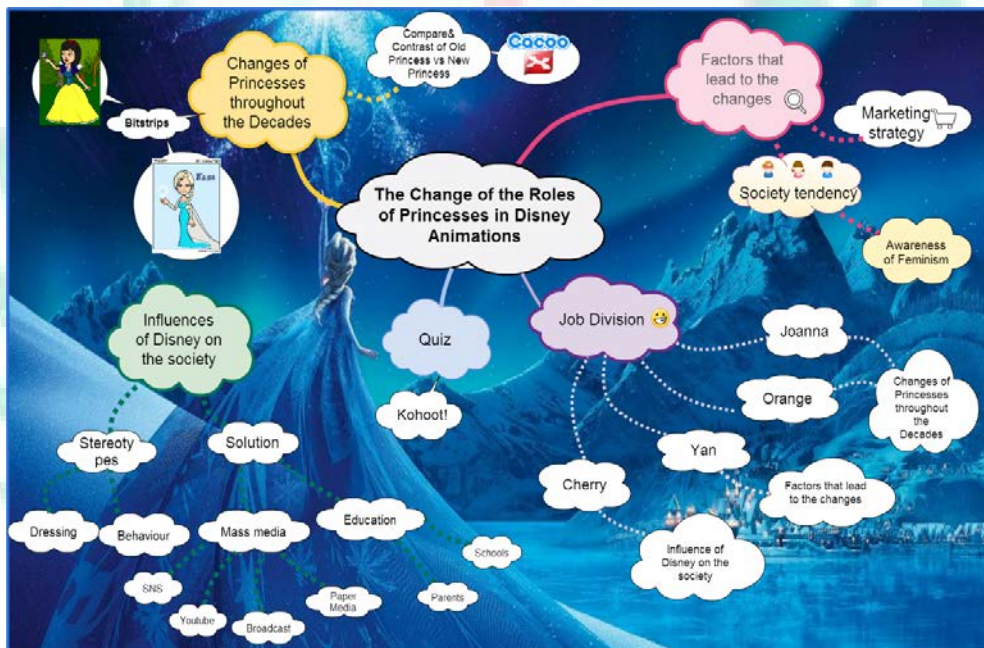 Changes of
Princesses
throughout
the Decades
Compare&
Contrast of Old
Princess vs New
Princess
Cacoo
Factors that
lead to the
changes
Marketing
strategy
Bitstrips
Elsa
The Change of the Roles
of Princesses in Disney
Animations
Society tendency
Awareness
of Feminism
Influences
of Disney on
the society
Quiz
Kohoot!
Job Division
Joanna
Orange
Changes of
Princesses
throughout
the
Decades
Yan
Factors that lead
to the changes
Cherry
Influence of
Disney on the
society
Stereoty
pes
Solution
Dressing
Behaviour
Mass media
Education
Schools
SNS
Youtube
Broadcast
Paper
Media
Parents